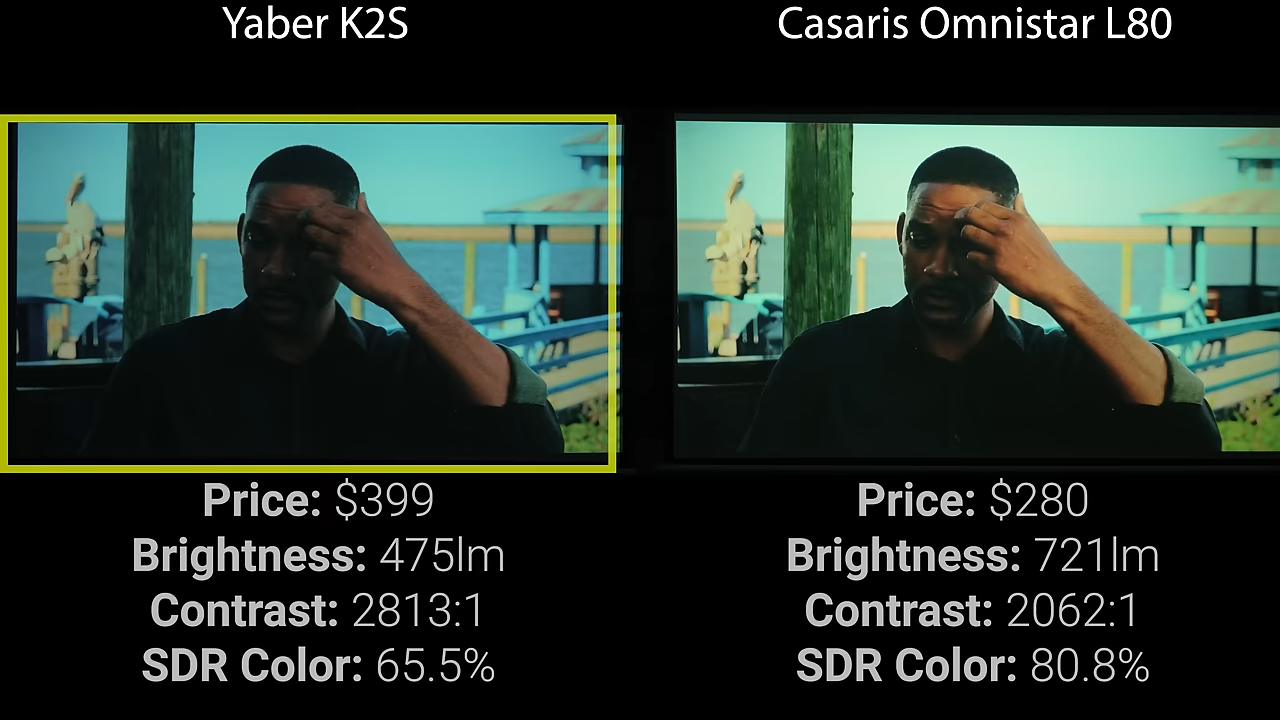 Yaber K2S
Casaris Omnistar L80
Price: $399
Brightness: 475lm
Contrast: 2813:1
SDR Color: 65.5%
Price: $280
Brightness: 721lm
Contrast: 2062:1
SDR Color: 80.8%